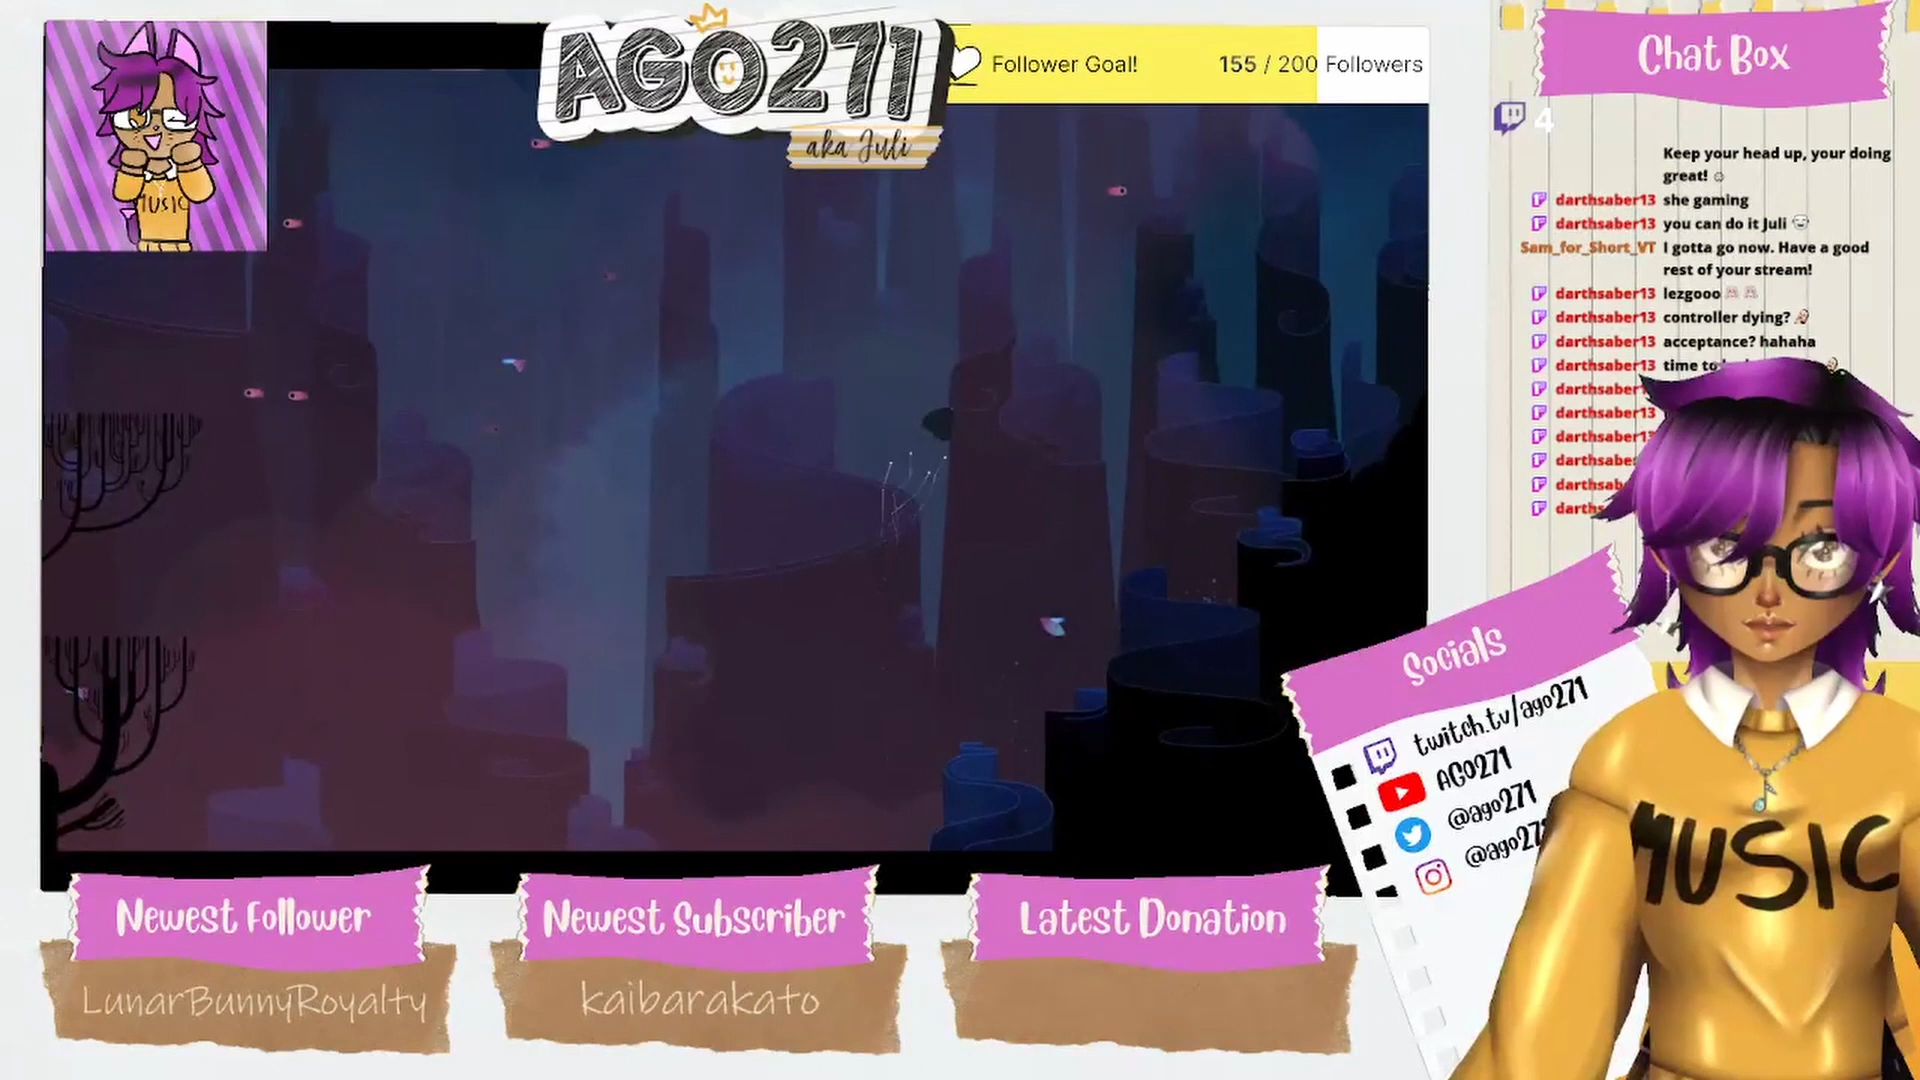 AGO271
aka Juli
Follower Goal!
155 / 200 Followers
MUSIC
Chat Box
4
Keep your head up, your doing
great!
darthsaber13 she gaming
darthsaber13 you can do it Juli
Sam_for_Short_VT I gotta go now. Have a good
rest of your stream!
darthsaber13 lezgooo
darthsaber13 controller dying?
darthsaber13 acceptance? hahaha
darthsaber13 time to
Socials
twitch.tv/ago271
AGO271
@ago271
MUSIC
Newest Follower
LunarBunnyRoyalty
Newest Subscriber
kaibarakato
Latest Donation